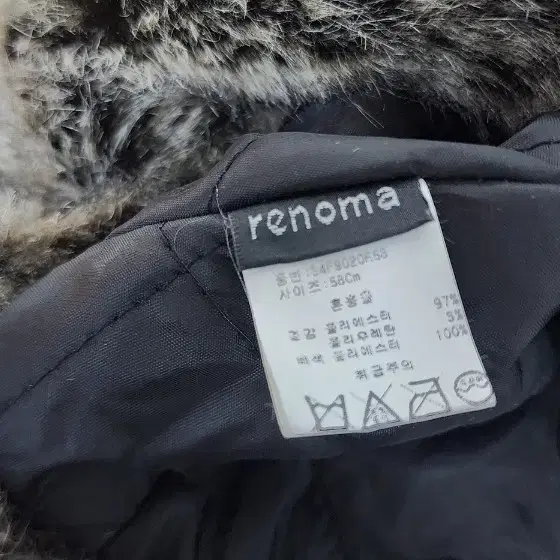 renoma
품번:
사이즈:58Cm
혼용율
겉감 폴리에스터 97%
폴리우레탄 3%
배색 폴리에스터 100%
취급주의